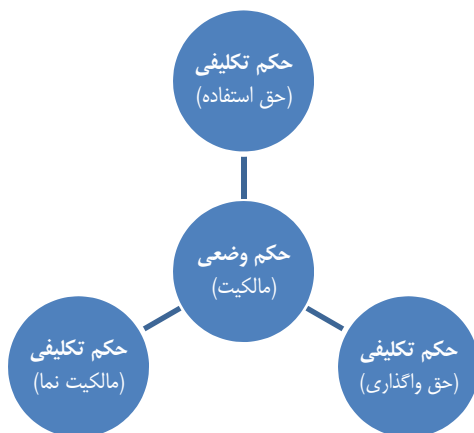 حکم تکلیفی
(حق استفاده)
حکم وضعی
(مالکیت)
حکم تکلیفی
(حق واگذاری)
حکم تکلیفی
(مالکیت نما)